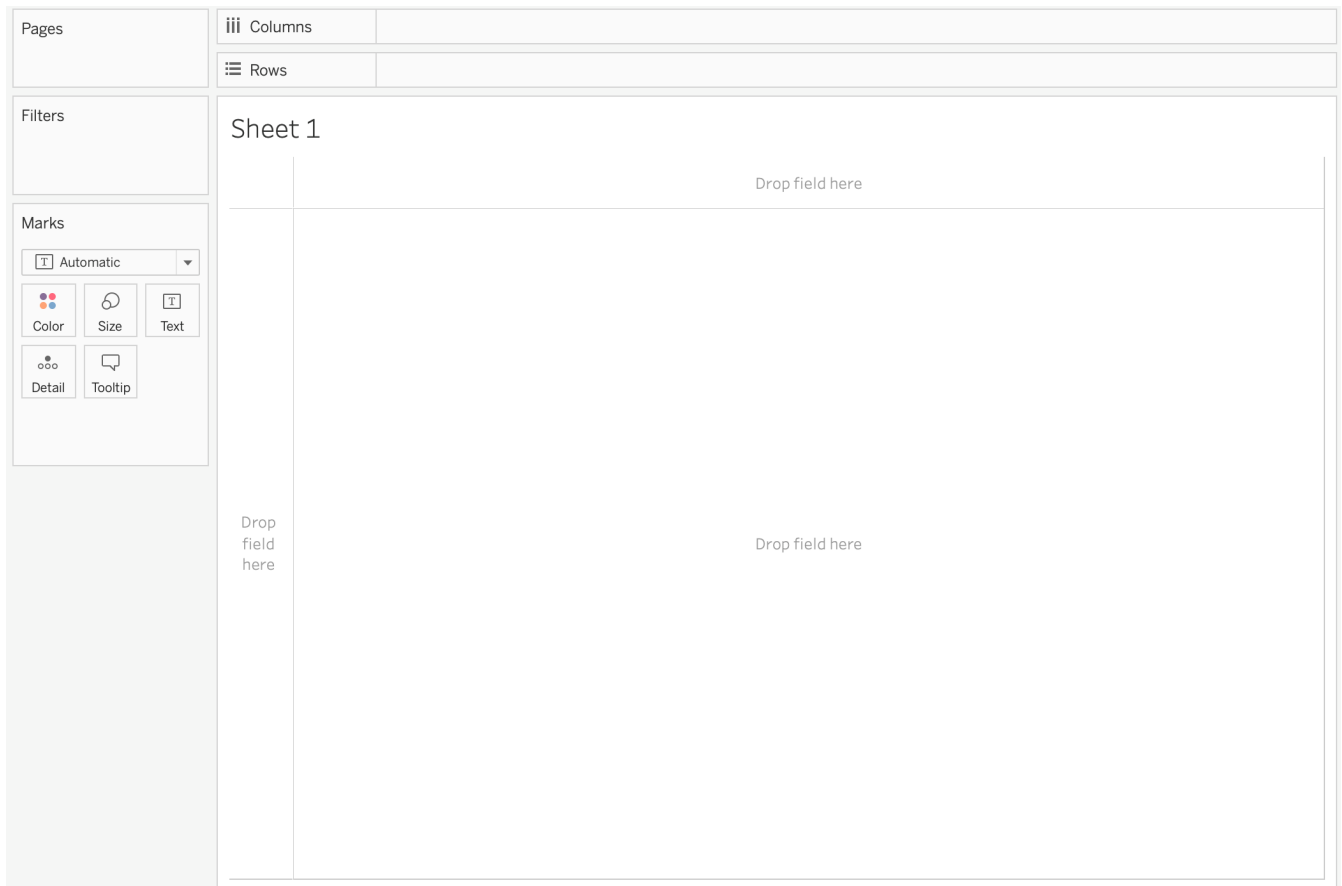 Pages
Columns
Rows
Filters
Sheet 1
Drop field here
Marks
T Automatic
Color
Size
T
Text
Detail
Tooltip
Drop
field
here
Drop field here